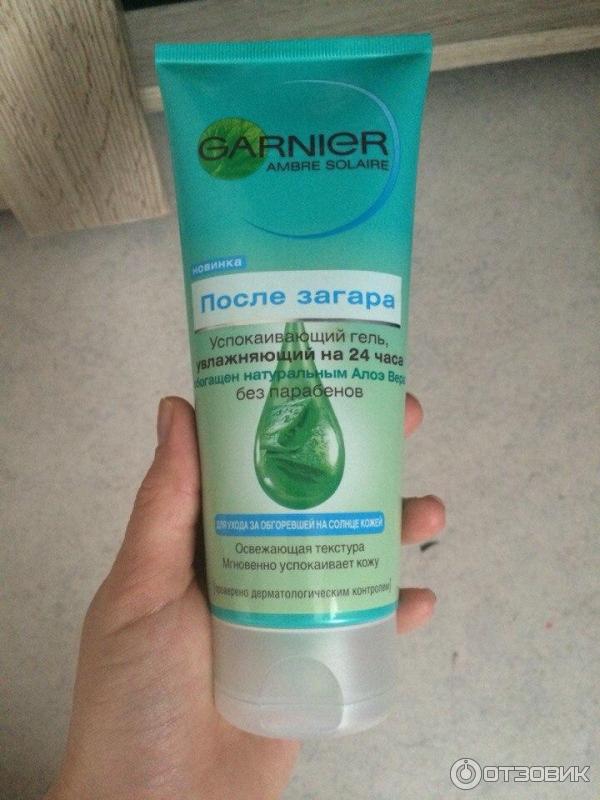 GARNIER
AMBRE SOLAIRE
новинка
После загара
Успокаивающий гель,
увлажняющий на 24 часа
обогащен натуральным Алоэ Вера
без парабенов
ДЛЯ УХОДА ЗА ОБГОРЕВШЕЙ НА СОЛНЦЕ КОЖЕЙ
Освежающая текстура
Мгновенно успокаивает кожу
[проверено дерматологическим контролем]
ОТЗОВИК